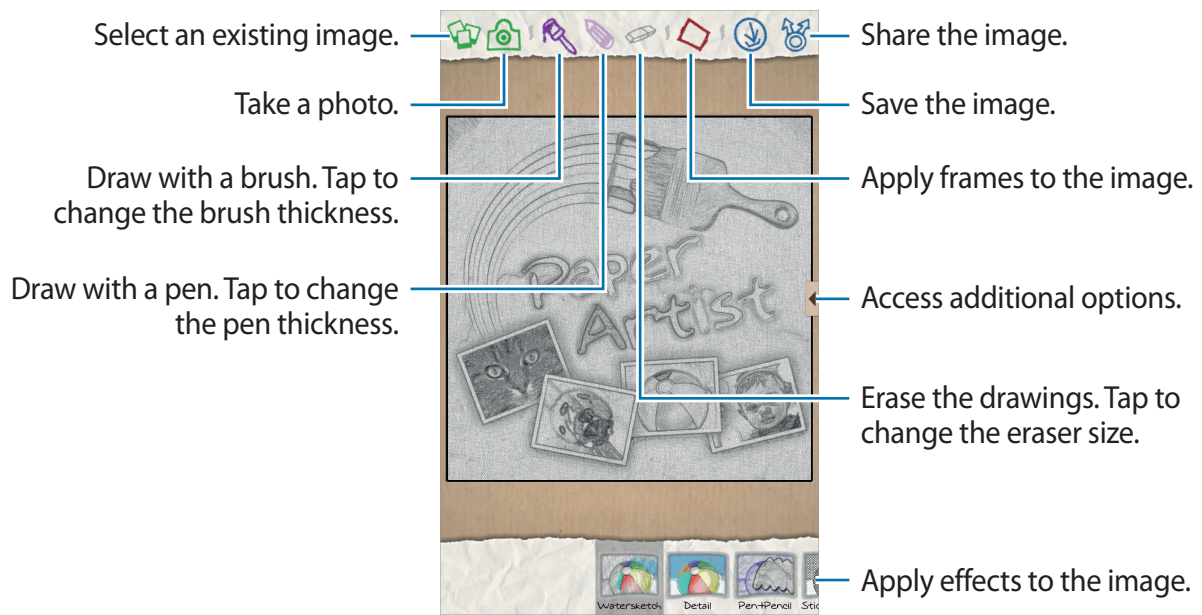 Select an existing image.
Share the image.
Take a photo.
Save the image.
Draw with a brush. Tap to
change the brush thickness.
Apply frames to the image.
Draw with a pen. Tap to change
the pen thickness.
Access additional options.
Paper
Artist
Erase the drawings. Tap to
change the eraser size.
Apply effects to the image.
Watersketch
Detail
Pen+Pencil